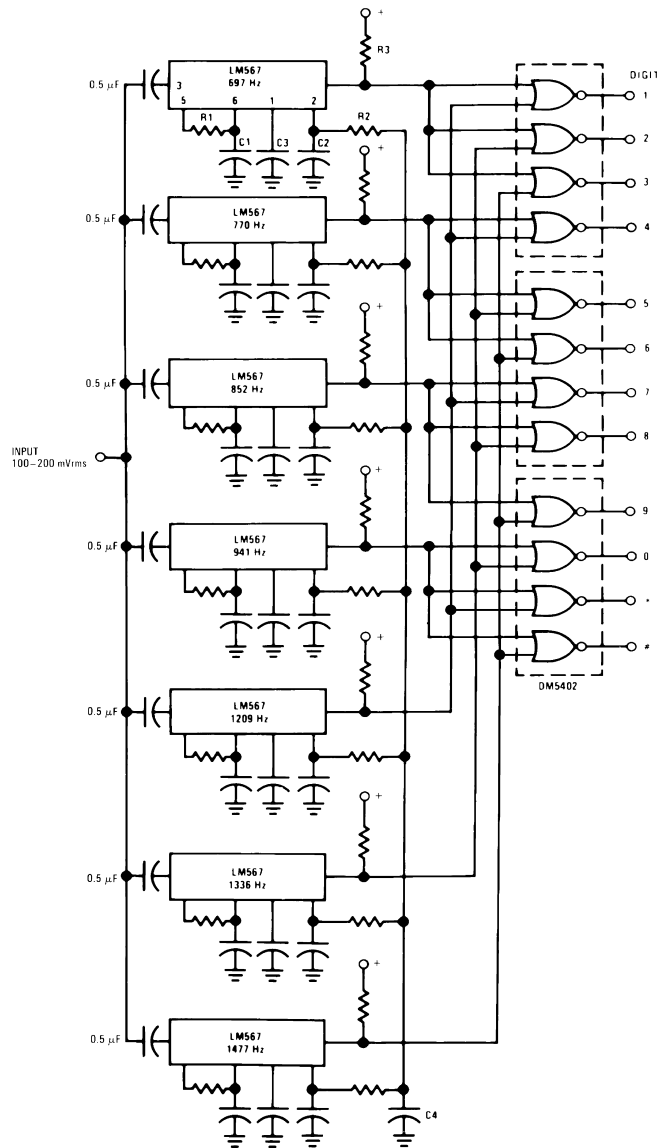 +
R3
LM567
697 Hz
0.5 μF
3
5
6
1
2
R1
C1
C3
C2
R2
DIGIT
1
2
3
4
+
0.5 μF
LM567
770 Hz
5
6
7
8
+
0.5 μF
LM567
852 Hz
INPUT
100–200 mVrms
+
0.5 μF
LM567
941 Hz
9
0
*
#
DM5402
+
0.5 μF
LM567
1209 Hz
+
0.5 μF
LM567
1336 Hz
+
0.5 μF
LM567
1477 Hz
C4